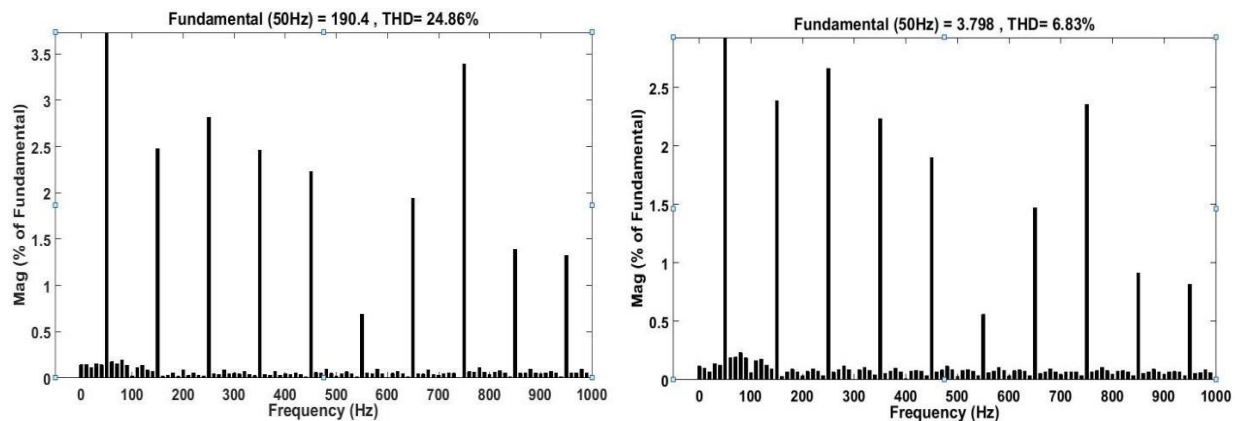 Fundamental (50Hz) = 190.4 , THD= 24.86%
Mag (% of Fundamental)
3.5
3
2.5
2
1.5
1
0.5
0
0 100 200 300 400 500 600 700 800 900 1000
Frequency (Hz)
Fundamental (50Hz) = 3.798 , THD= 6.83%
Mag (% of Fundamental)
2.5
2
1.5
1
0.5
0
0 100 200 300 400 500 600 700 800 900 1000
Frequency (Hz)